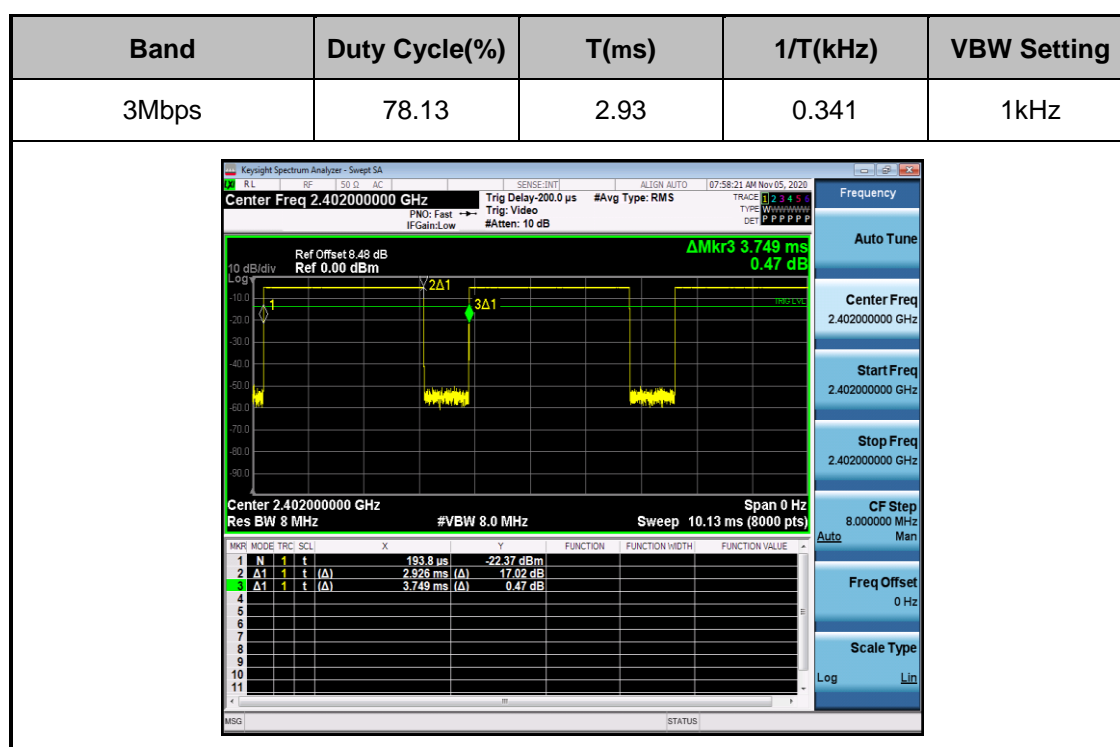 Band Duty Cycle(%) T(ms) 1/T(kHz) VBW Setting
3Mbps 78.13 2.93 0.341 1kHz
Keysight Spectrum Analyzer - Swept SA
RL RF 50 Ω AC SENSE:INT ALIGN AUTO 07:58:21 AM Nov 05, 2020
Center Freq 2.402000000 GHz
PNO: Fast
IFGain:Low
Trig Delay-200.0 µs
Trig: Video
#Atten: 10 dB
#Avg Type: RMS
TRACE 1 2 3 4 5 6
TYPE WWWWWW
DET P P P P P P
Frequency
Ref Offset 8.48 dB
10 dB/div Ref 0.00 dBm
Log
ΔMkr3 3.749 ms
0.47 dB
-10.0
-20.0
-30.0
-40.0
-50.0
-60.0
-70.0
-80.0
-90.0
1
2Δ1
3Δ1
TRIG LVL
Center 2.402000000 GHz Span 0 Hz
Res BW 8 MHz #VBW 8.0 MHz Sweep 10.13 ms (8000 pts)
MKR MODE TRC SCL X Y FUNCTION FUNCTION WIDTH FUNCTION VALUE
1 N 1 t 193.8 µs -22.37 dBm
2 Δ1 1 t (Δ) 2.926 ms (Δ) 17.02 dB
3 Δ1 1 t (Δ) 3.749 ms (Δ) 0.47 dB
4
5
6
7
8
9
10
11
MSG STATUS
Auto Tune
Center Freq
2.402000000 GHz
Start Freq
2.402000000 GHz
Stop Freq
2.402000000 GHz
CF Step
8.000000 MHz
Auto Man
Freq Offset
0 Hz
Scale Type
Log Lin